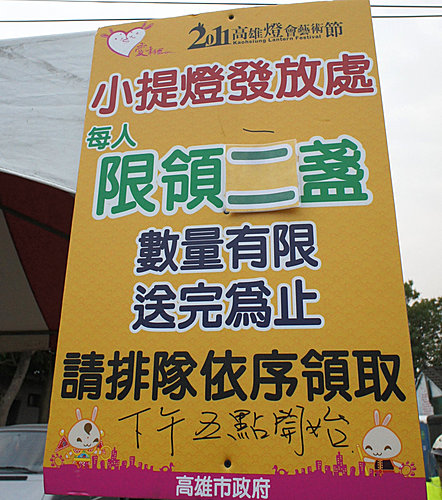 2011高雄燈會藝術節
Kaohsiung Lantern Festival
小提燈發放處
每人
限領二盞
數量有限
送完為止
請排隊依序領取
下午五點開始
高雄市政府